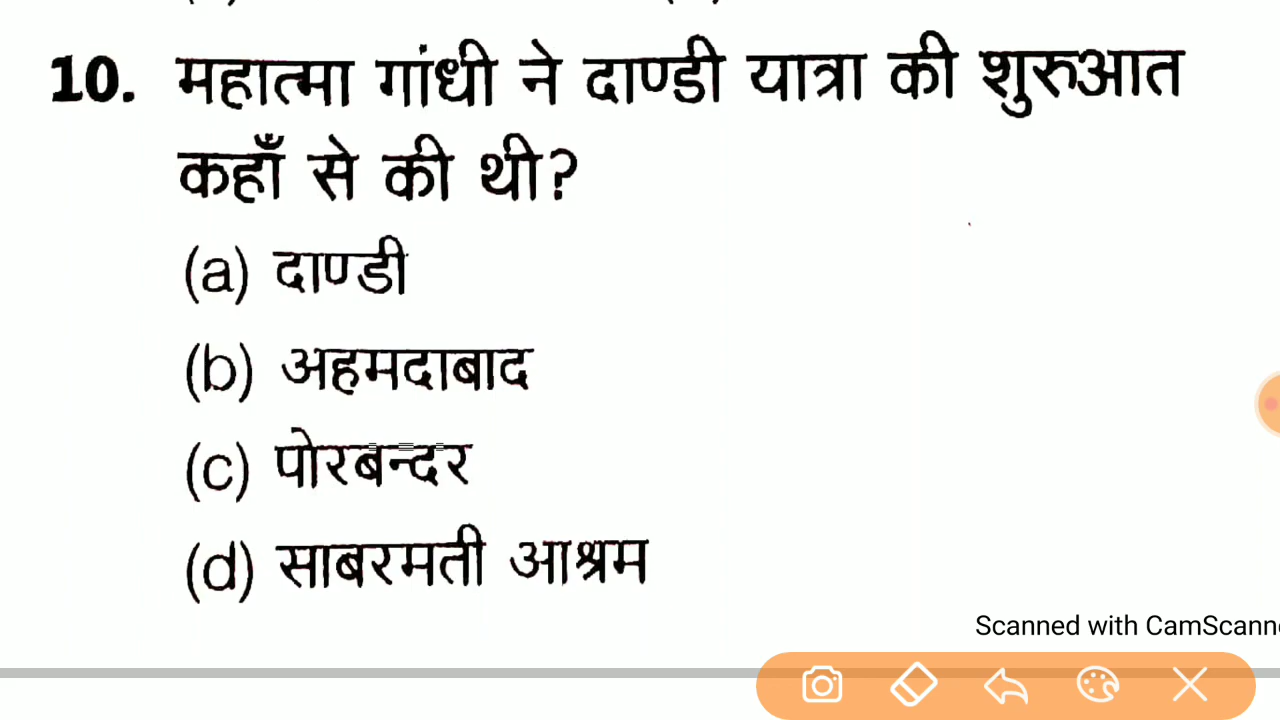 10. महात्मा गांधी ने दाण्डी यात्रा की शुरुआत
कहाँ से की थी?
(a) दाण्डी
(b) अहमदाबाद
(c) पोरबन्दर
(d) साबरमती आश्रम
Scanned with CamScann